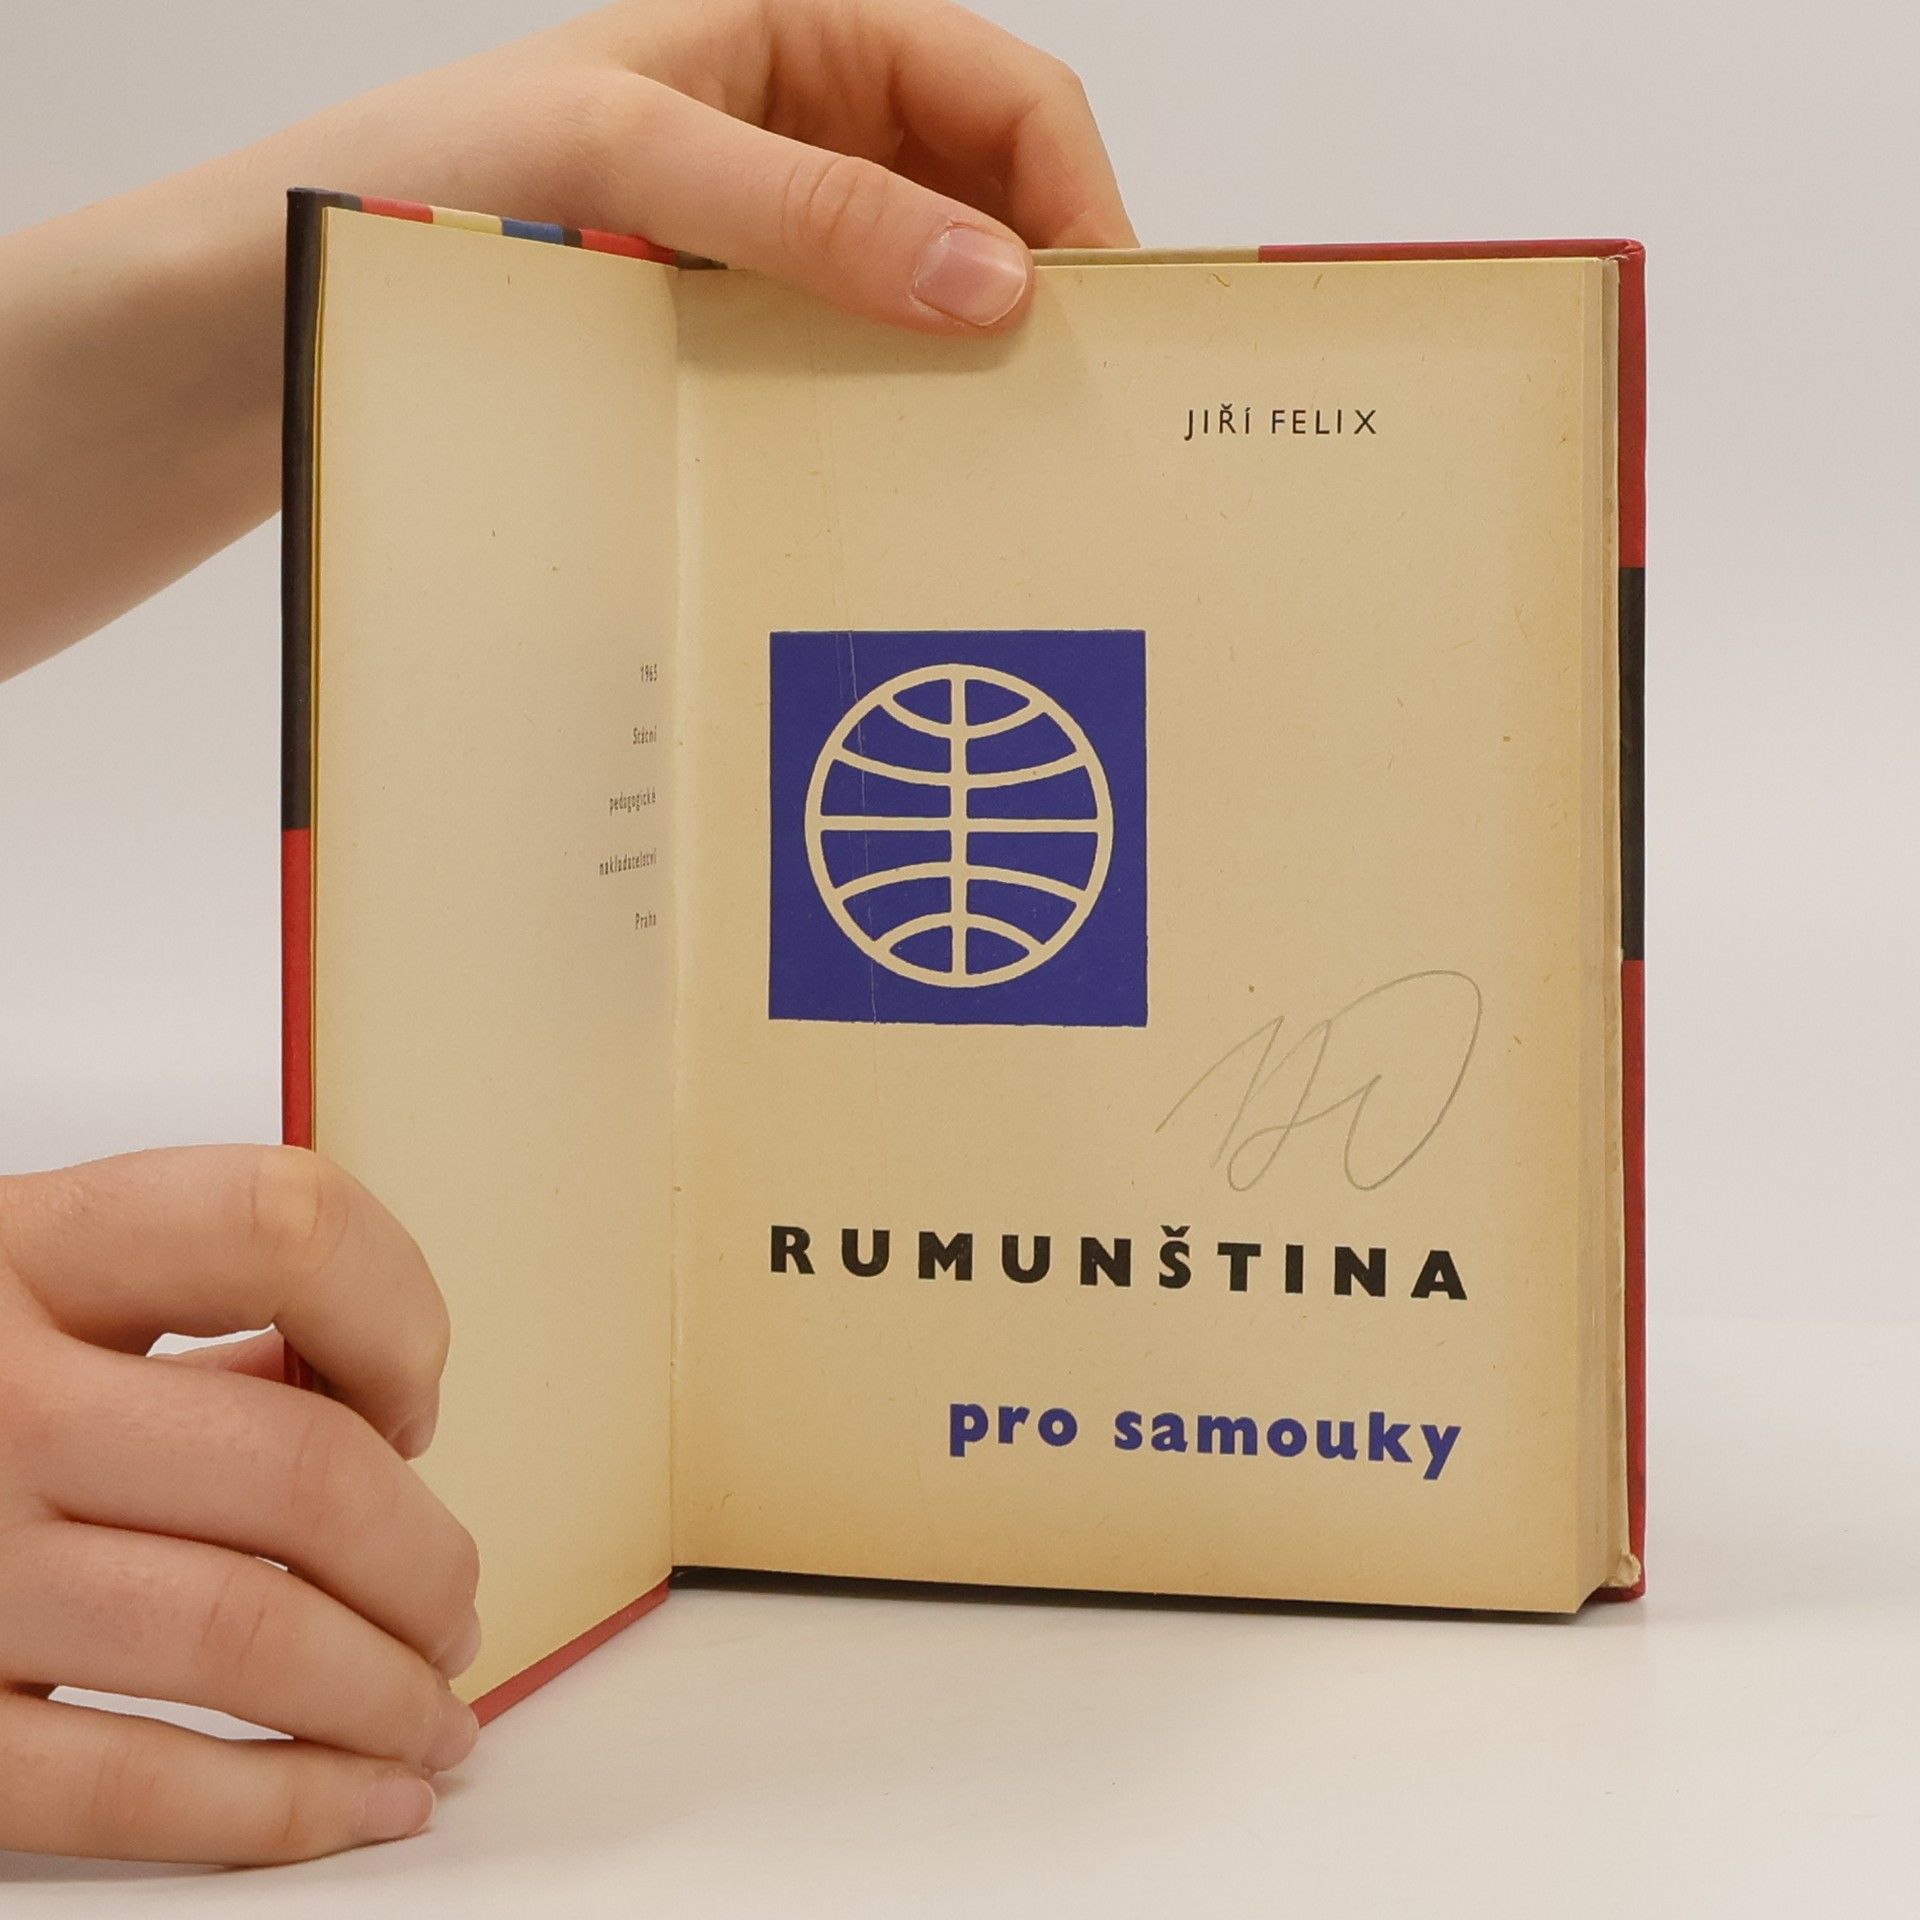 1965
Státní
pedagogické
nakladatelství
Praha
JIŘÍ FELIX
RUMUNŠTINA
pro samouky